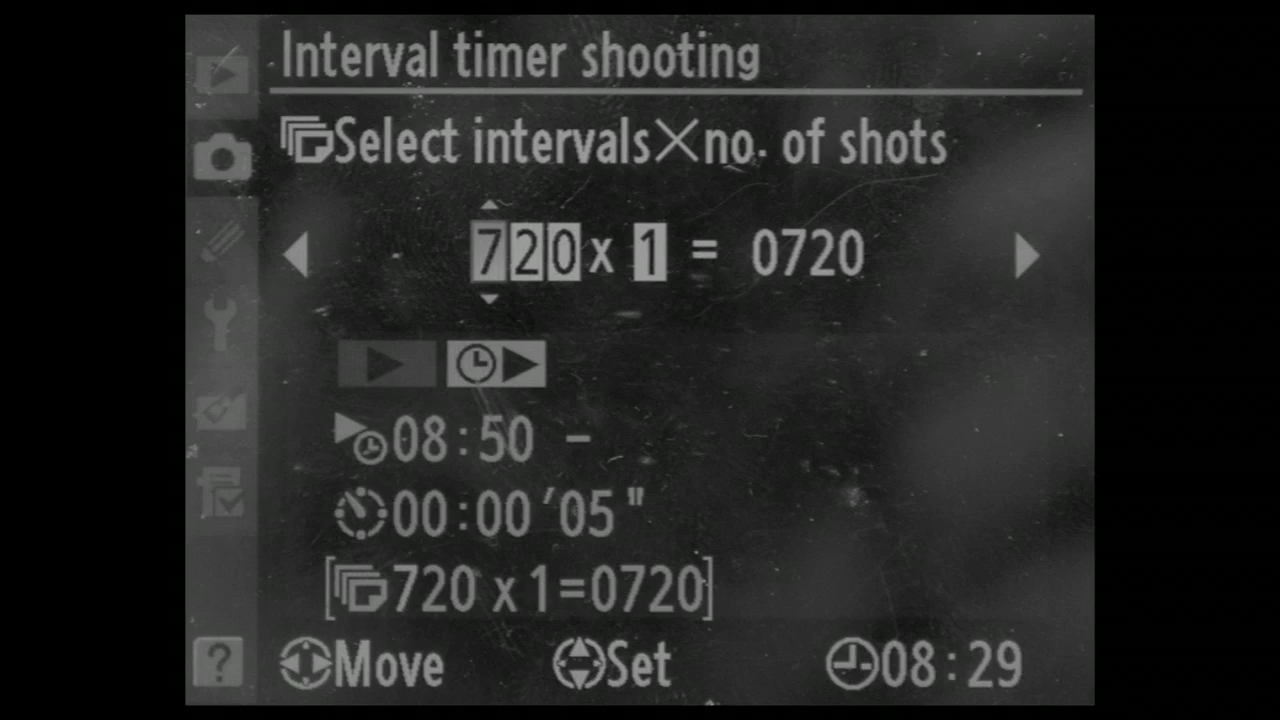 Interval timer shooting
Select intervals×no. of shots
720 x 1 = 0720
08:50 –
00:00'05"
[720 x 1=0720]
? Move Set 08:29